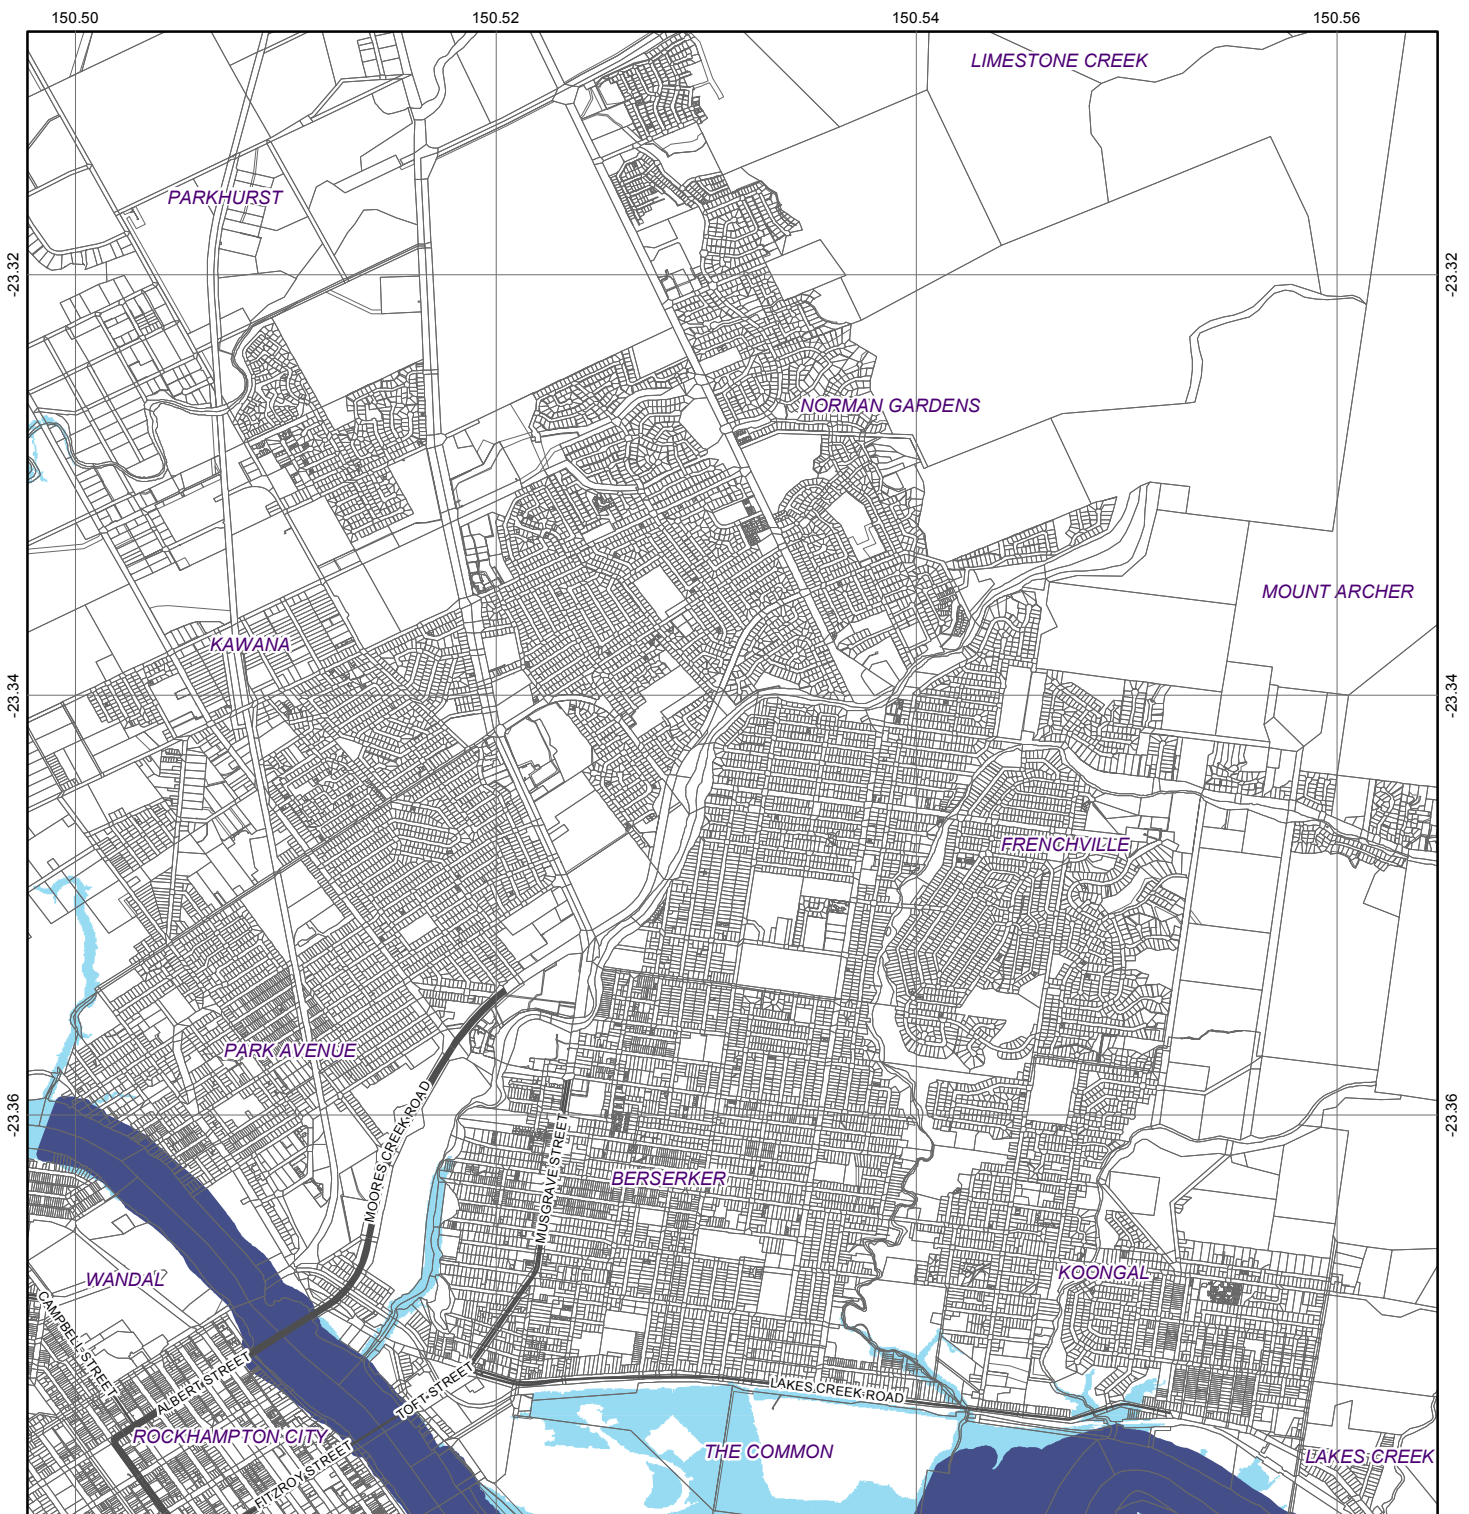 150.50
150.52
150.54
150.56
LIMESTONE CREEK
PARKHURST
-23.32
-23.32
NORMAN GARDENS
MOUNT ARCHER
KAWANA
-23.34
-23.34
FRENCHVILLE
PARK AVENUE
-23.36
-23.36
MOORES CREEK ROAD
MUSGRAVE STREET
BERSERKER
WANDAL
KOONGAL
CAMPBELL STREET
ALBERT STREET
TOFT STREET
LAKES CREEK ROAD
ROCKHAMPTON CITY
THE COMMON
LAKES CREEK
FITZROY STREET